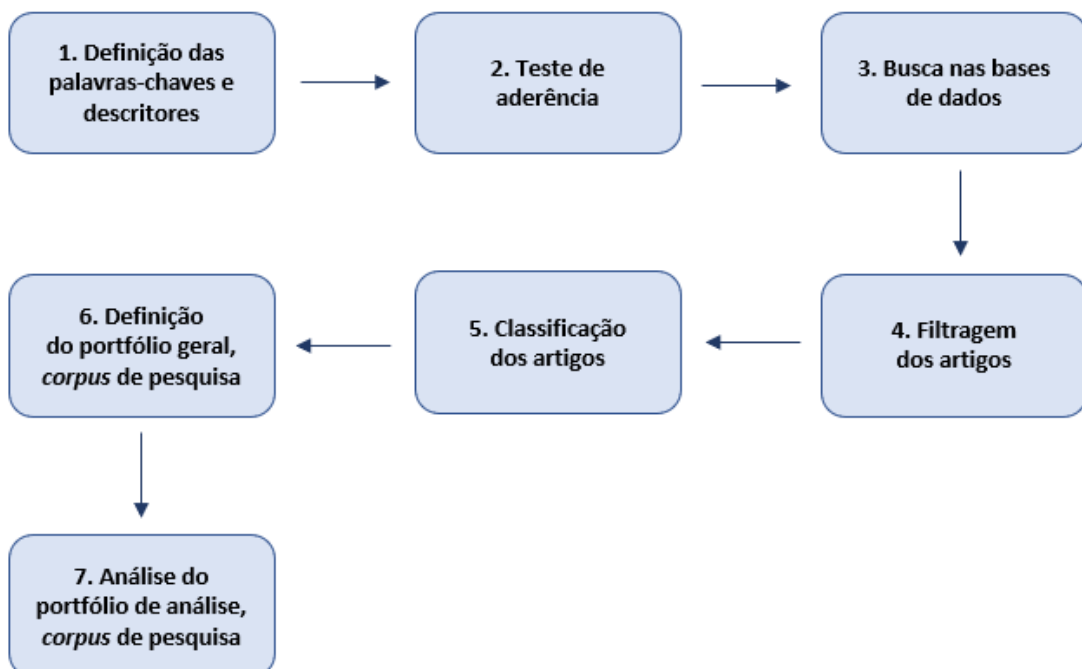 1. Definição das
palavras-chaves e
descritores
2. Teste de
aderência
3. Busca nas bases
de dados
4. Filtragem
dos artigos
5. Classificação
dos artigos
6. Definição
do portfólio geral,
corpus de pesquisa
7. Análise do
portfólio de análise,
corpus de pesquisa